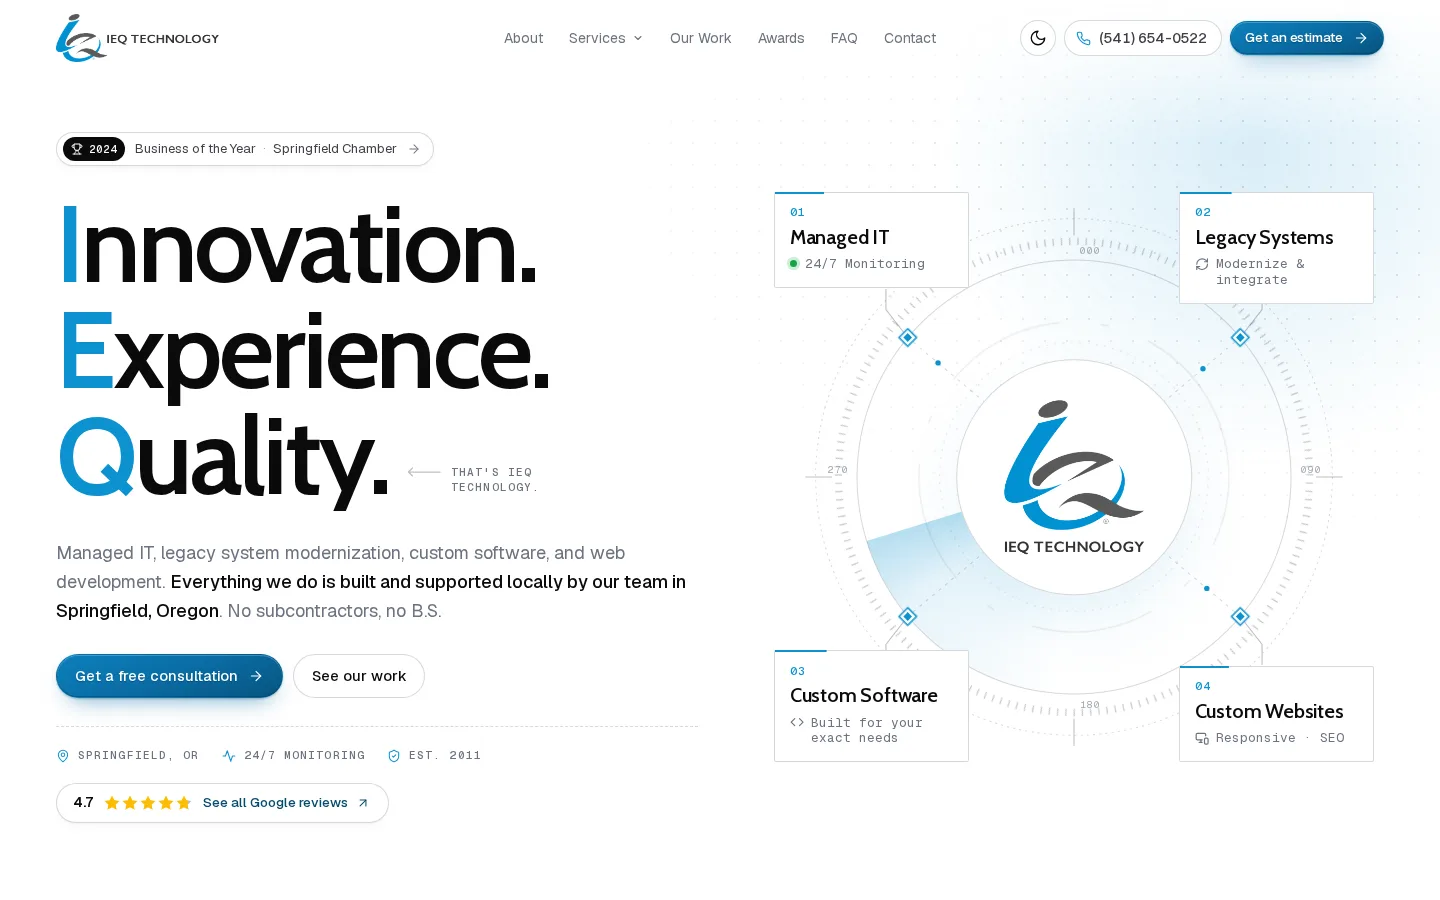 IEQ TECHNOLOGY
About
Services
Our Work
Awards
FAQ
Contact
(541) 654-0522
Get an estimate
2024 Business of the Year · Springfield Chamber
Innovation.
Experience.
Quality.
THAT'S IEQ
TECHNOLOGY.
Managed IT, legacy system modernization, custom software, and web
development. Everything we do is built and supported locally by our team in
Springfield, Oregon. No subcontractors, no B.S.
Get a free consultation
See our work
SPRINGFIELD, OR
24/7 MONITORING
EST. 2011
4.7
See all Google reviews
01
Managed IT
24/7 Monitoring
02
Legacy Systems
Modernize &
integrate
000
270
090
180
IEQ TECHNOLOGY
®
03
Custom Software
Built for your
exact needs
04
Custom Websites
Responsive · SEO